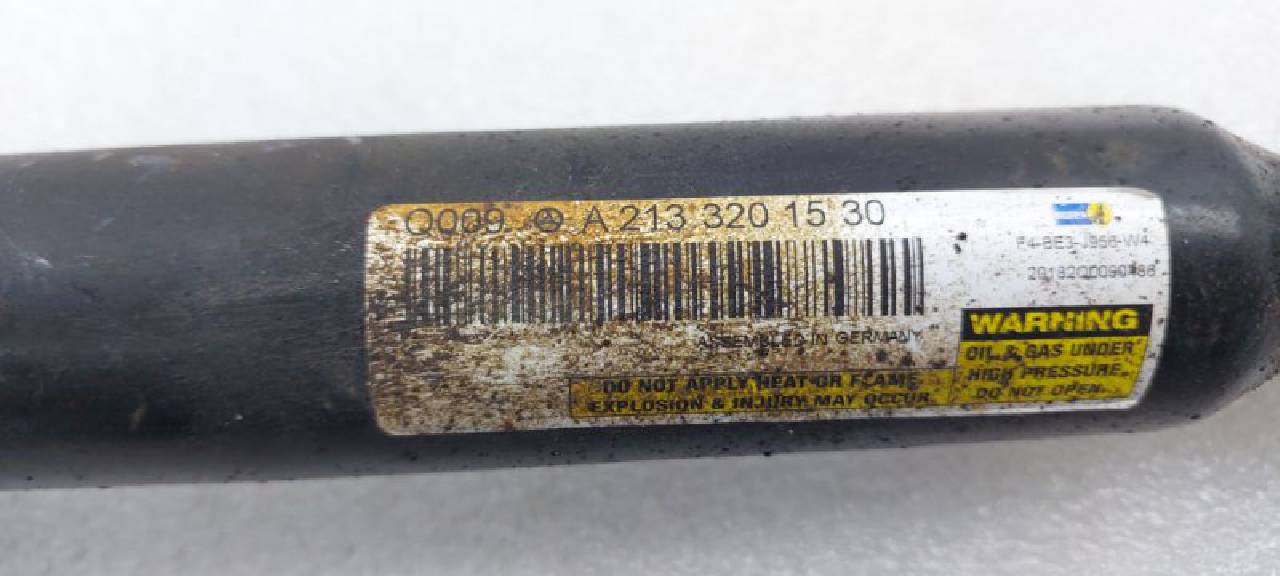 Q009 A 213 320 15 30
F4-BE3-J956-W4
ASSEMBLED IN GERMANY
WARNING
OIL & GAS UNDER
HIGH PRESSURE.
DO NOT OPEN.
DO NOT APPLY HEAT OR FLAME
EXPLOSION & INJURY MAY OCCUR